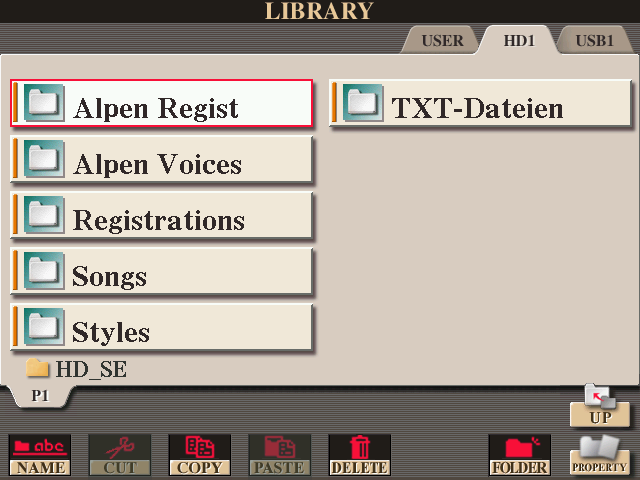 LIBRARY
USER
HD1
USB1
Alpen Regist
TXT-Dateien
Alpen Voices
Registrations
Songs
Styles
HD_SE
P1
UP
abc
NAME
CUT
COPY
PASTE
DELETE
FOLDER
PROPERTY